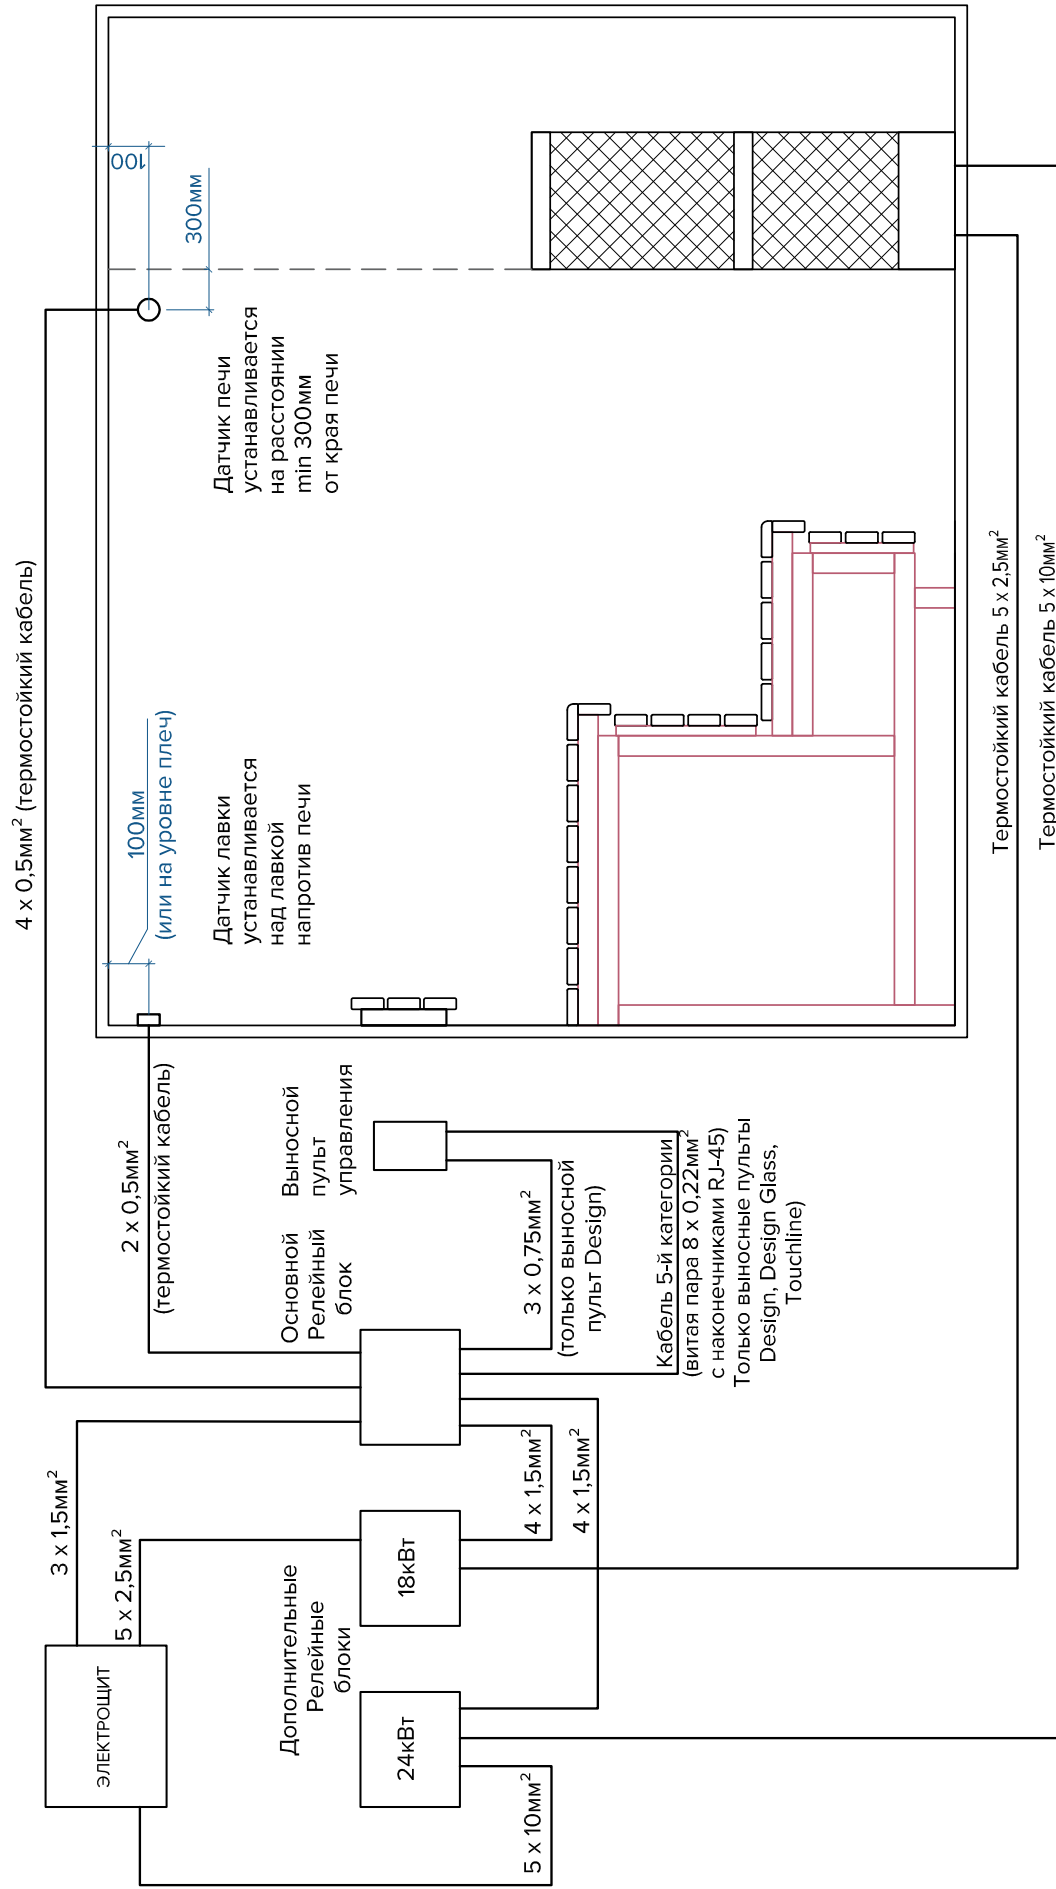 4 x 0,5мм² (термостойкий кабель)
100
300мм
100мм
(или на уровне плеч)
Датчик печи
устанавливается
на расстоянии
min 300мм
от края печи
Датчик лавки
устанавливается
над лавкой
напротив печи
2 x 0,5мм²
(термостойкий кабель)
Выносной
пульт
управления
Основной
Релейный
блок
3 x 0,75мм²
(только выносной
пульт Design)
Кабель 5-й категории
(витая пара 8 x 0,22мм²
с наконечниками RJ-45)
Только выносные пульты
Design, Design Glass,
Touchline)
3 x 1,5мм²
5 x 2,5мм²
ЭЛЕКТРОЩИТ
Дополнительные
Релейные
блоки
18кВт
24кВт
4 x 1,5мм²
4 x 1,5мм²
5 x 10мм²
Термостойкий кабель 5 x 2,5мм²
Термостойкий кабель 5 x 10мм²